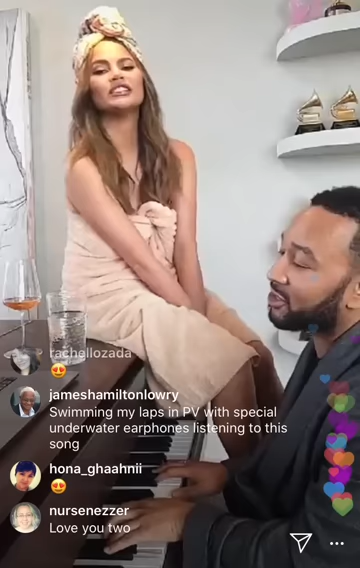 rachellozada
😍
jameshamiltonlowry
Swimming my laps in PV with special
underwater earphones listening to this
song
hona_ghaahnii
😍
nursenezzer
Love you two